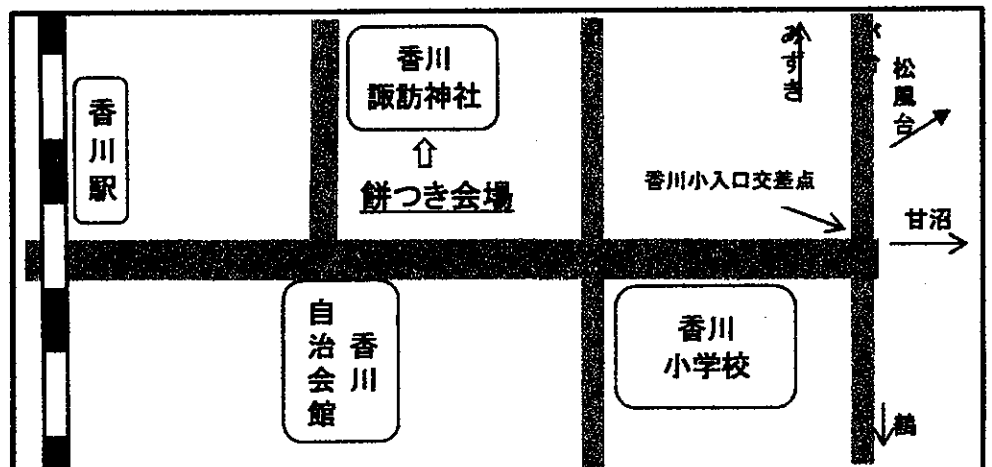 香川駅
香川
諏訪神社
餅つき会場
みずき
松風台
香川小入口交差点
甘沼
香川
自治会館
香川
小学校
鶴